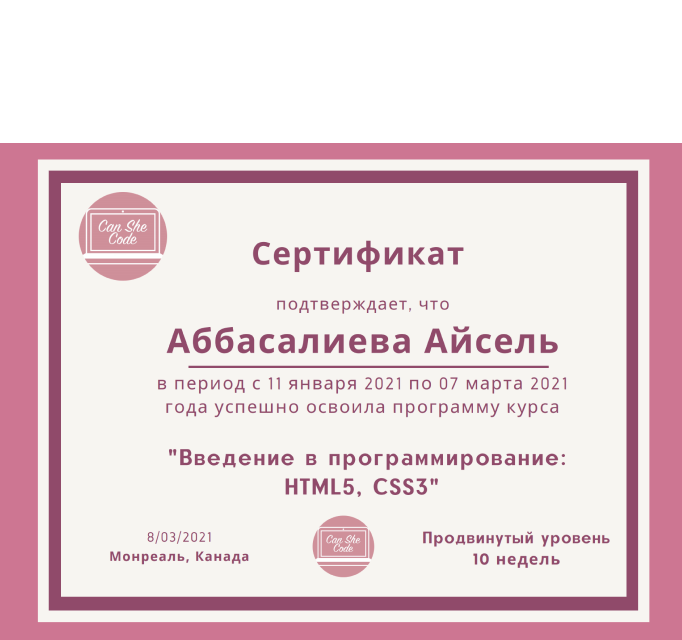 Can She
Code
Сертификат
подтверждает, что
Аббасалиева Айсель
в период с 11 января 2021 по 07 марта 2021
года успешно освоила программу курса
"Введение в программирование:
HTML5, CSS3"
8/03/2021
Монреаль, Канада
Can She
Code
Продвинутый уровень
10 недель